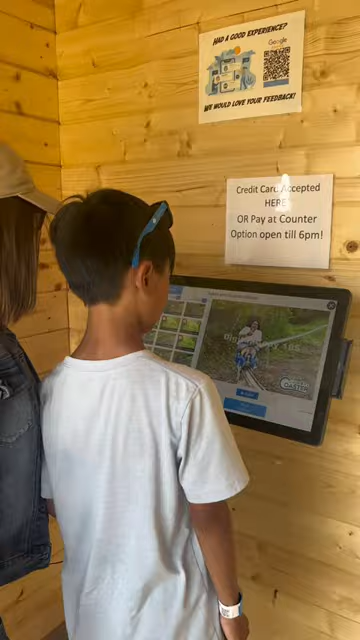 HAD A GOOD EXPERIENCE?
Google
WE WOULD LOVE YOUR FEEDBACK!
Credit Card Accepted
HERE
OR Pay at Counter
Option open till 6pm!